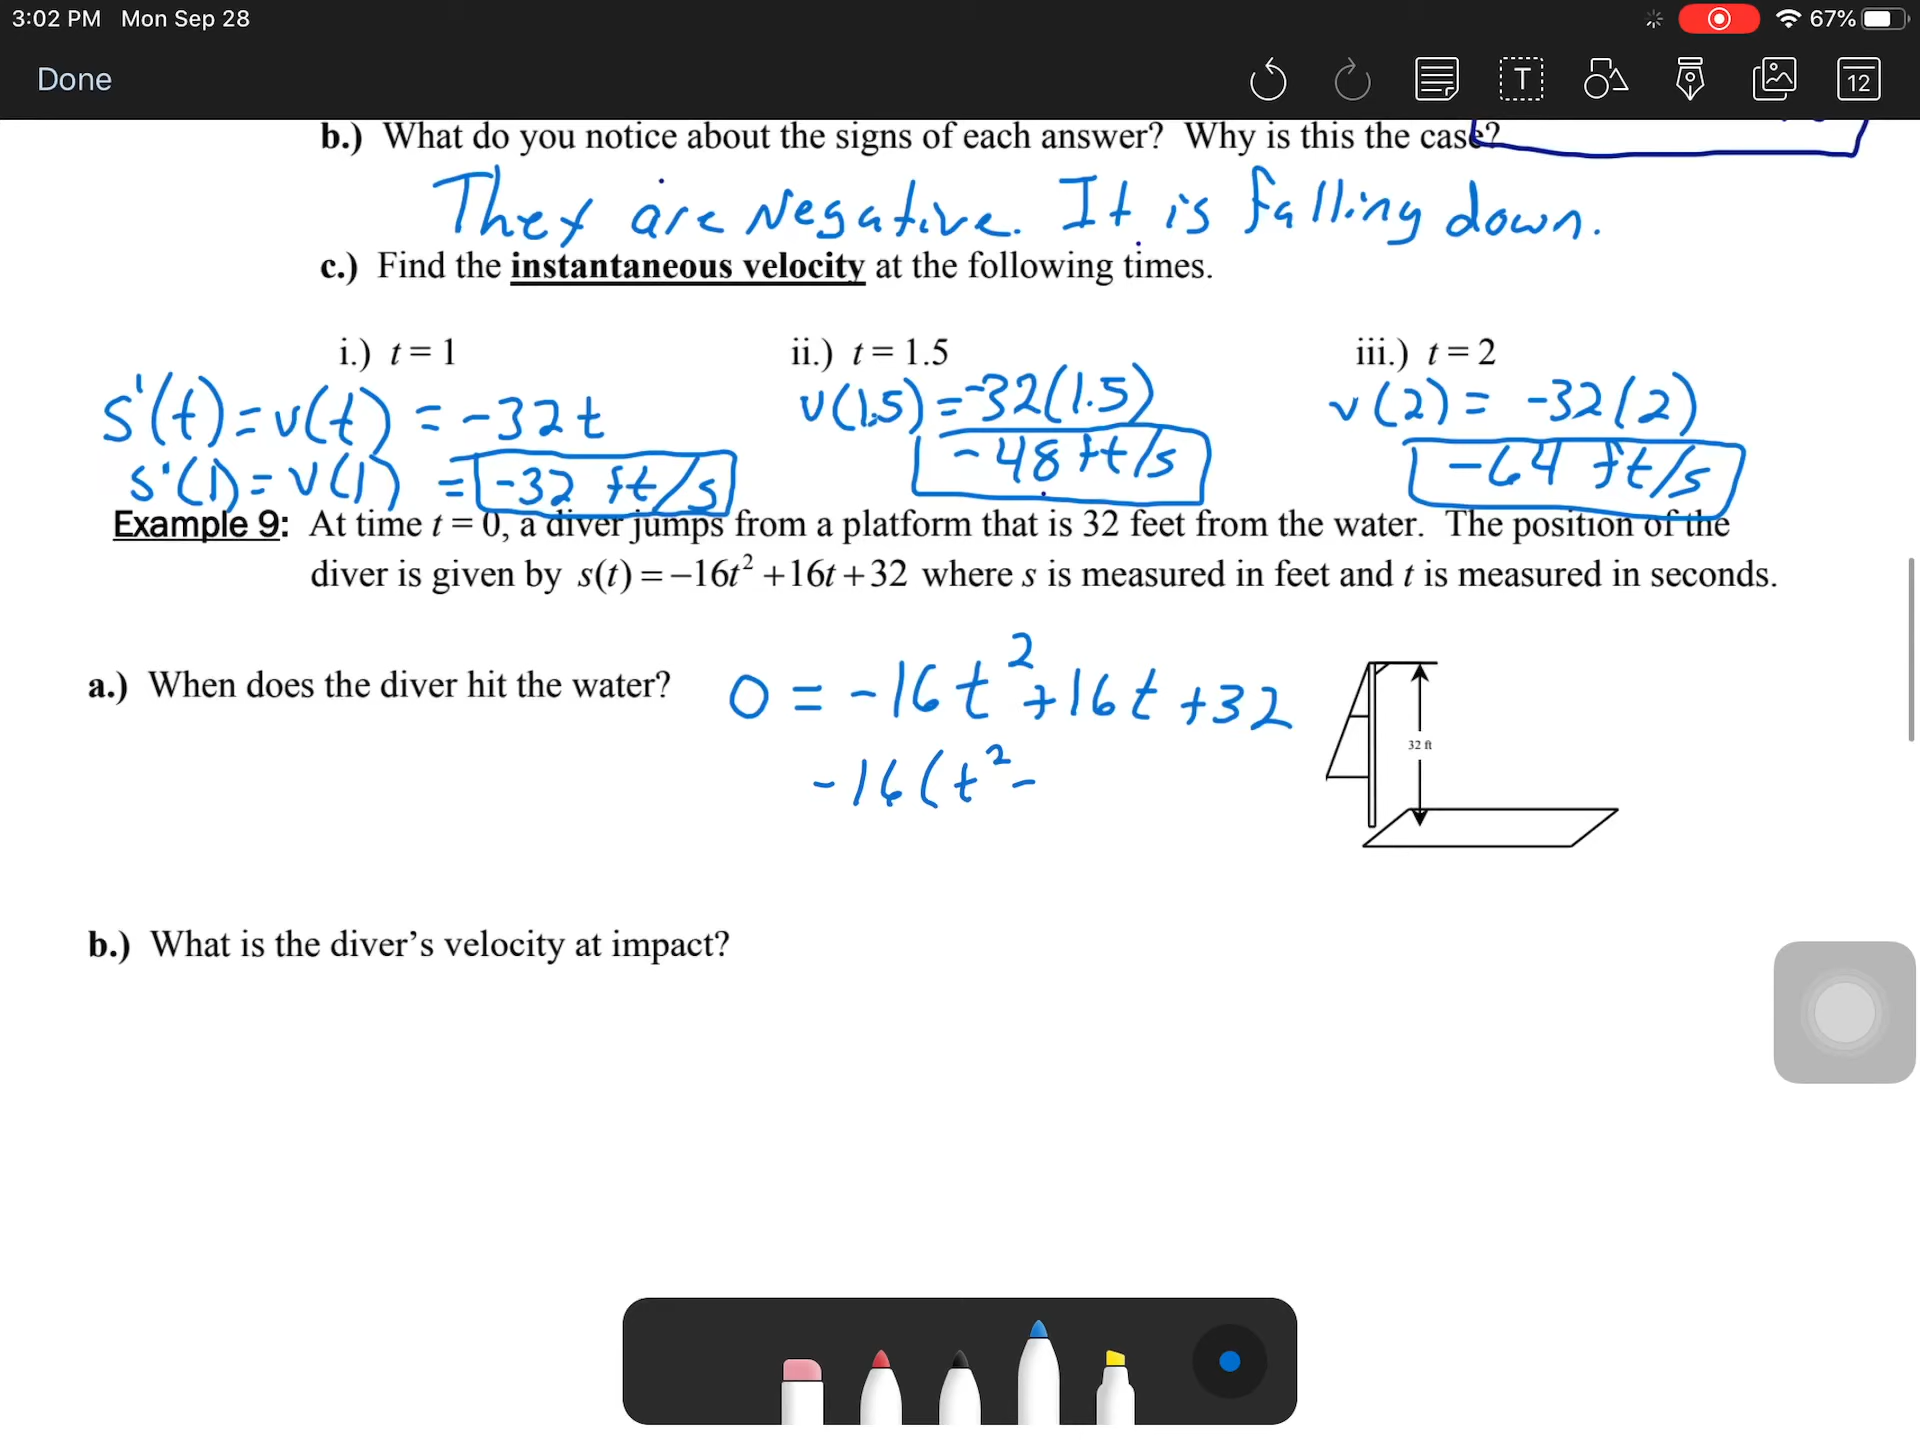 3:02 PM Mon Sep 28 67%
Done T 12
b.) What do you notice about the signs of each answer? Why is this the case?
They are Negative. It is falling down.
c.) Find the instantaneous velocity at the following times.
i.) t = 1 ii.) t = 1.5 iii.) t = 2
s'(t) = v(t) = -32t v(1.5) = -32(1.5) v(2) = -32(2)
s'(1) = v(1) = -32 ft/s -48 ft/s -64 ft/s
Example 9: At time t = 0, a diver jumps from a platform that is 32 feet from the water. The position of the
diver is given by s(t) = −16t² +16t +32 where s is measured in feet and t is measured in seconds.
a.) When does the diver hit the water? 0 = -16t² +16t +32
32 ft
-16(t² -
b.) What is the diver's velocity at impact?